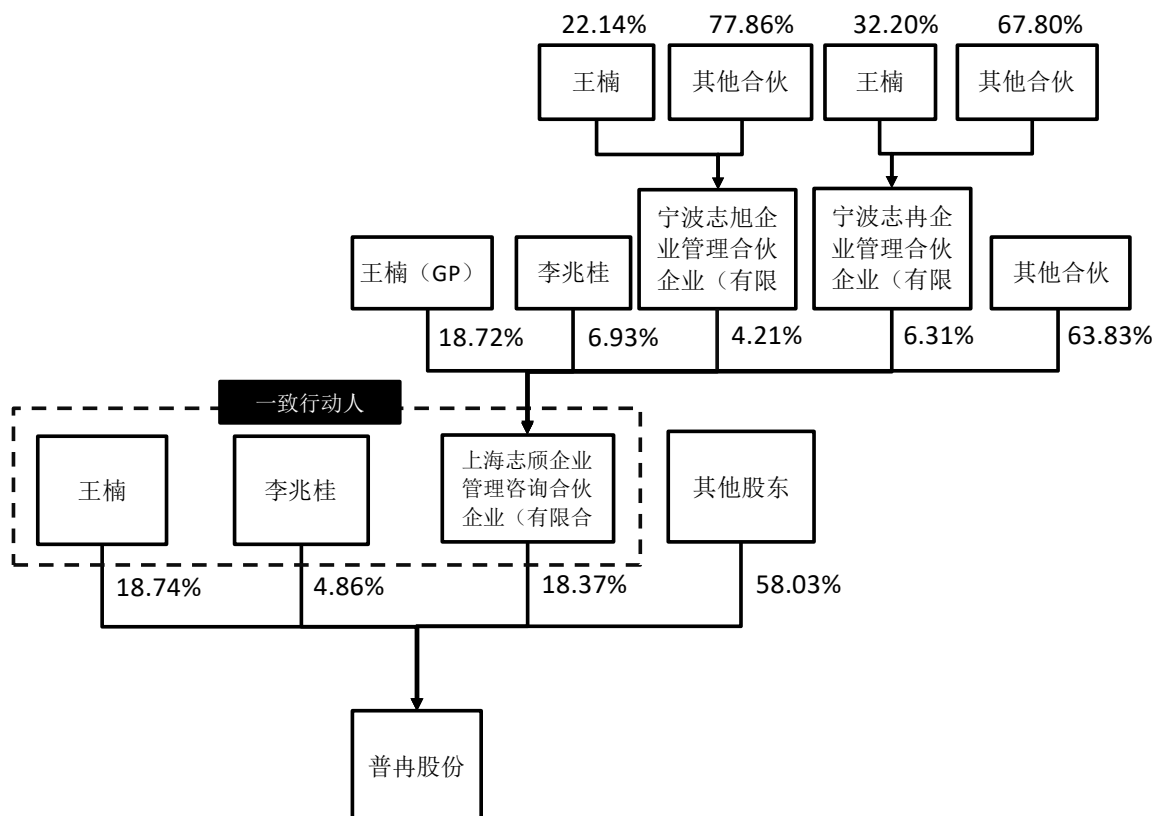 22.14%
77.86%
32.20%
67.80%
王楠
其他合伙
王楠
其他合伙
宁波志旭企
业管理合伙
企业（有限
宁波志冉企
业管理合伙
企业（有限
王楠（GP）
李兆桂
其他合伙
18.72%
6.93%
4.21%
6.31%
63.83%
一致行动人
王楠
李兆桂
上海志颀企业
管理咨询合伙
企业（有限合
其他股东
18.74%
4.86%
18.37%
58.03%
普冉股份